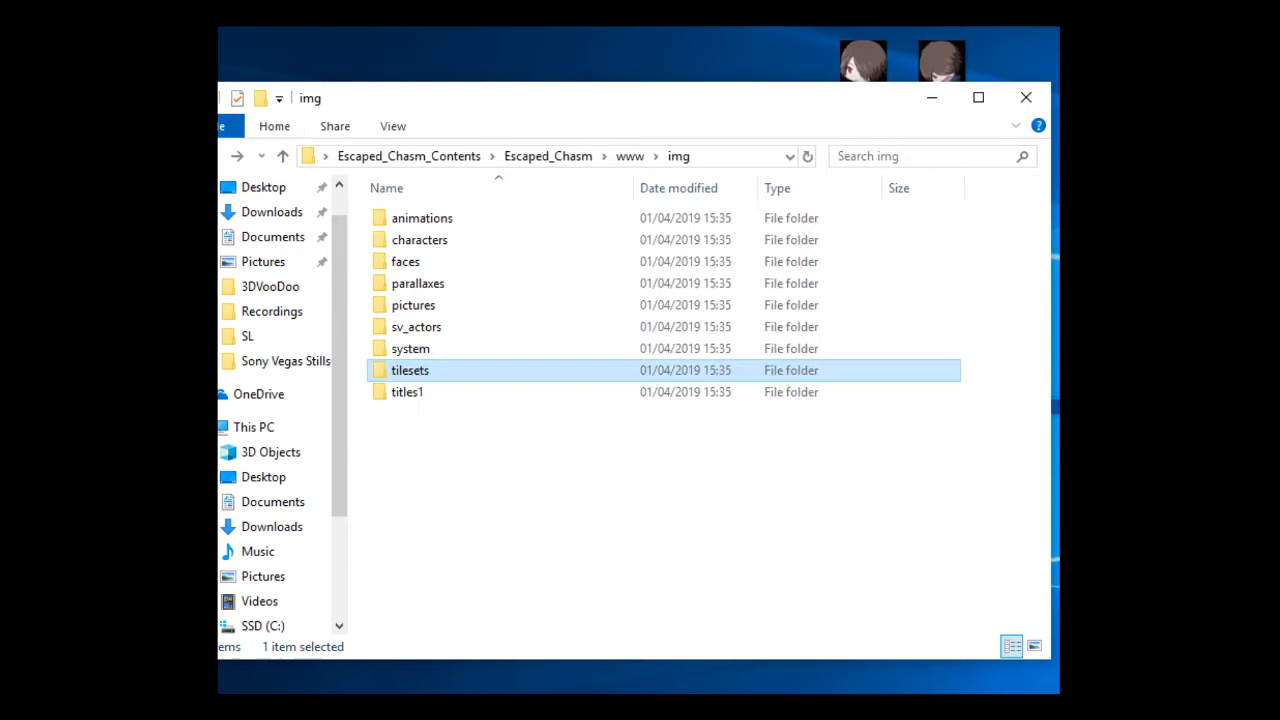 img
Home Share View
Escaped_Chasm_Contents Escaped_Chasm www img Search img
Name Date modified Type Size
Desktop
Downloads
Documents
Pictures
3DVooDoo
Recordings
SL
Sony Vegas Stills
OneDrive
This PC
3D Objects
Desktop
Documents
Downloads
Music
Pictures
Videos
SSD (C:)
animations 01/04/2019 15:35 File folder
characters 01/04/2019 15:35 File folder
faces 01/04/2019 15:35 File folder
parallaxes 01/04/2019 15:35 File folder
pictures 01/04/2019 15:35 File folder
sv_actors 01/04/2019 15:35 File folder
system 01/04/2019 15:35 File folder
tilesets 01/04/2019 15:35 File folder
titles1 01/04/2019 15:35 File folder
ems 1 item selected